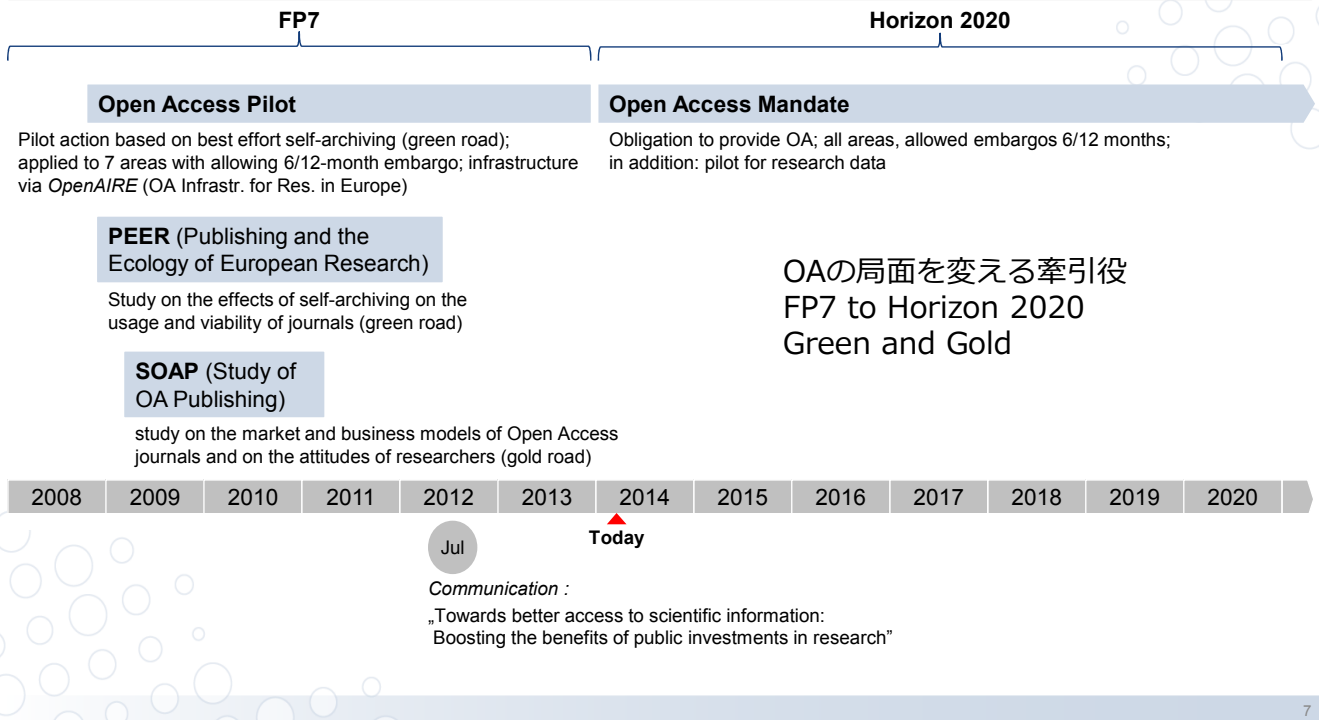 FP7
Horizon 2020
Open Access Pilot
Open Access Mandate
Pilot action based on best effort self-archiving (green road);
applied to 7 areas with allowing 6/12-month embargo; infrastructure
via OpenAIRE (OA Infrastr. for Res. in Europe)
Obligation to provide OA; all areas, allowed embargos 6/12 months;
in addition: pilot for research data
PEER (Publishing and the
Ecology of European Research)
Study on the effects of self-archiving on the
usage and viability of journals (green road)
OAの局面を変える牽引役
FP7 to Horizon 2020
Green and Gold
SOAP (Study of
OA Publishing)
study on the market and business models of Open Access
journals and on the attitudes of researchers (gold road)
2008 2009 2010 2011 2012 2013 2014 2015 2016 2017 2018 2019 2020
Today
Jul
Communication :
„Towards better access to scientific information:
Boosting the benefits of public investments in research”
7